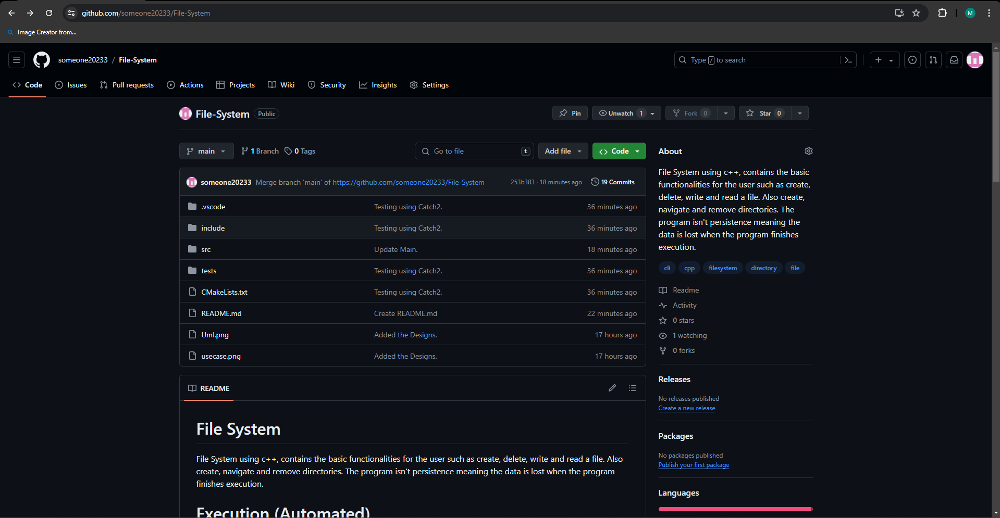 github.com/someone20233/File-System
M
Image Creator from...
someone20233 / File-System
Type / to search
Code Issues Pull requests Actions Projects Wiki Security Insights Settings
File-System Public
Pin Unwatch 1 Fork 0 Star 0
main 1 Branch 0 Tags Go to file t Add file Code
someone20233 Merge branch 'main' of https://github.com/someone20233/File-System 253b383 · 18 minutes ago 19 Commits
.vscode Testing using Catch2. 36 minutes ago
include Testing using Catch2. 36 minutes ago
src Update Main. 18 minutes ago
tests Testing using Catch2. 36 minutes ago
CMakeLists.txt Testing using Catch2. 36 minutes ago
README.md Create README.md 22 minutes ago
Uml.png Added the Designs. 17 hours ago
usecase.png Added the Designs. 17 hours ago
README
File System
File System using c++, contains the basic functionalities for the user such as create, delete, write and read a file. Also
create, navigate and remove directories. The program isn't persistence meaning the data is lost when the program
finishes execution.
Execution (Automated)
About
File System using c++, contains the basic
functionalities for the user such as create,
delete, write and read a file. Also create,
navigate and remove directories. The
program isn't persistence meaning the
data is lost when the program finishes
execution.
cli cpp filesystem directory file
Readme
Activity
0 stars
1 watching
0 forks
Releases
No releases published
Create a new release
Packages
No packages published
Publish your first package
Languages